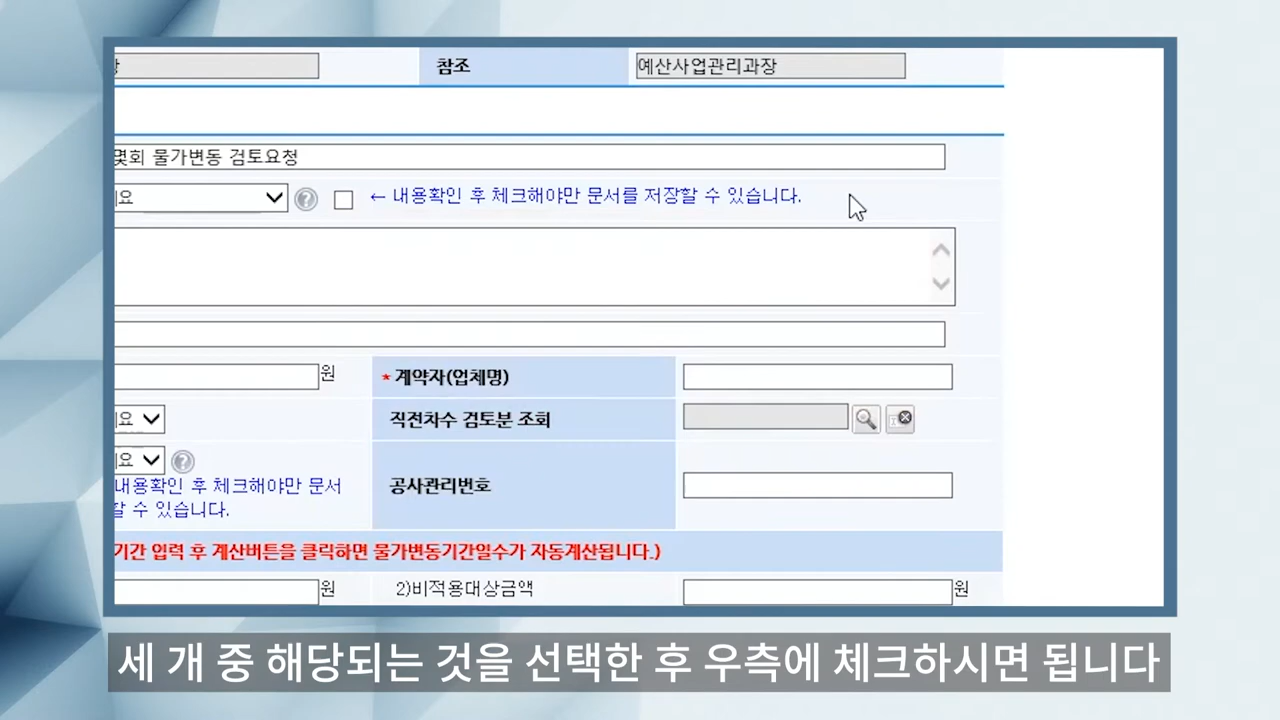 참조
예산사업관리과장
몇회 물가변동 검토요청
요
← 내용확인 후 체크해야만 문서를 저장할 수 있습니다.
원
*계약자(업체명)
요
직전차수 검토분 조회
요
내용확인 후 체크해야만 문서
할 수 있습니다.
공사관리번호
기간 입력 후 계산버튼을 클릭하면 물가변동기간일수가 자동계산됩니다.)
원
2)비적용대상금액
원
세 개 중 해당되는 것을 선택한 후 우측에 체크하시면 됩니다